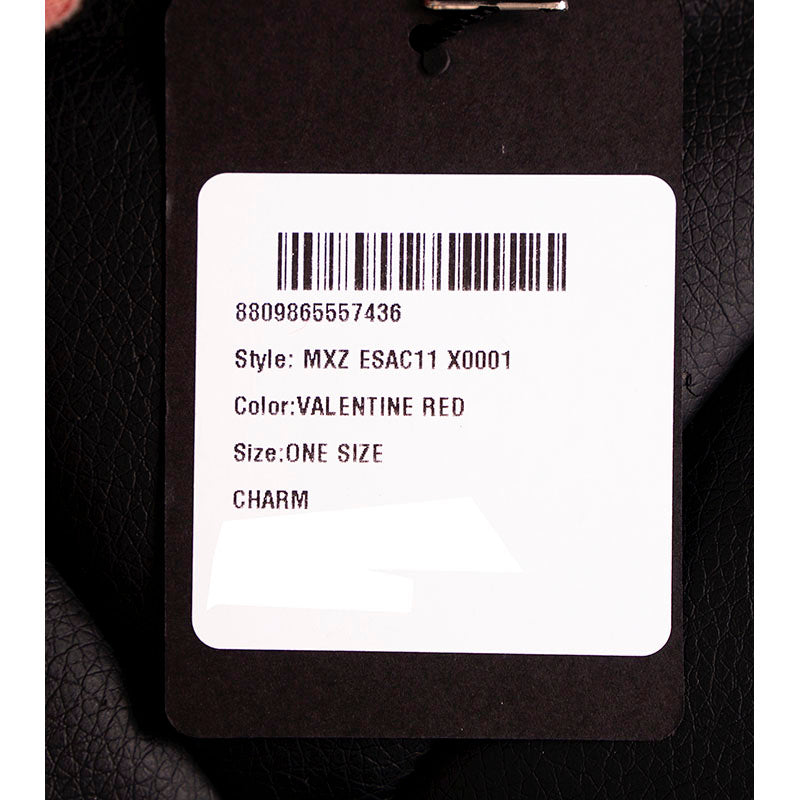 8809865557436
Style: MXZ ESAC11 X0001
Color:VALENTINE RED
Size:ONE SIZE
CHARM